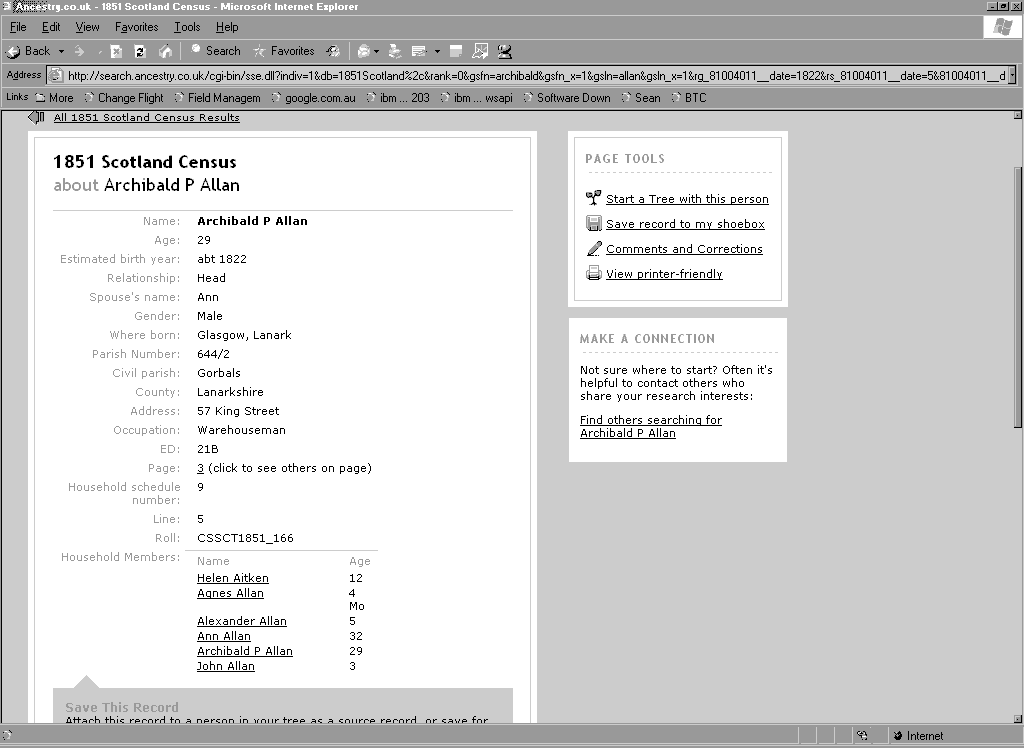 Ancestry.co.uk - 1851 Scotland Census - Microsoft Internet Explorer
File Edit View Favorites Tools Help
Back Search Favorites
Address http://search.ancestry.co.uk/cgi-bin/sse.dll?indiv=1&db=1851Scotland%2c&rank=0&gsfn=archibald&gsfn_x=1&gsln=allan&gsln_x=1&rg_81004011__date=1822&rs_81004011__date=5&81004011__d
Links More Change Flight Field Managem google.com.au ibm ... 203 ibm ... wsapi Software Down Sean BTC
All 1851 Scotland Census Results
1851 Scotland Census
about Archibald P Allan
Name: Archibald P Allan
Age: 29
Estimated birth year: abt 1822
Relationship: Head
Spouse's name: Ann
Gender: Male
Where born: Glasgow, Lanark
Parish Number: 644/2
Civil parish: Gorbals
County: Lanarkshire
Address: 57 King Street
Occupation: Warehouseman
ED: 21B
Page: 3 (click to see others on page)
Household schedule number: 9
Line: 5
Roll: CSSCT1851_166
Household Members:
Name Age
Helen Aitken 12
Agnes Allan 4 Mo
Alexander Allan 5
Ann Allan 32
Archibald P Allan 29
John Allan 3
Save This Record
Attach this record to a person in your tree as a source record, or save for
PAGE TOOLS
Start a Tree with this person
Save record to my shoebox
Comments and Corrections
View printer-friendly
MAKE A CONNECTION
Not sure where to start? Often it's
helpful to contact others who
share your research interests:
Find others searching for
Archibald P Allan
Internet